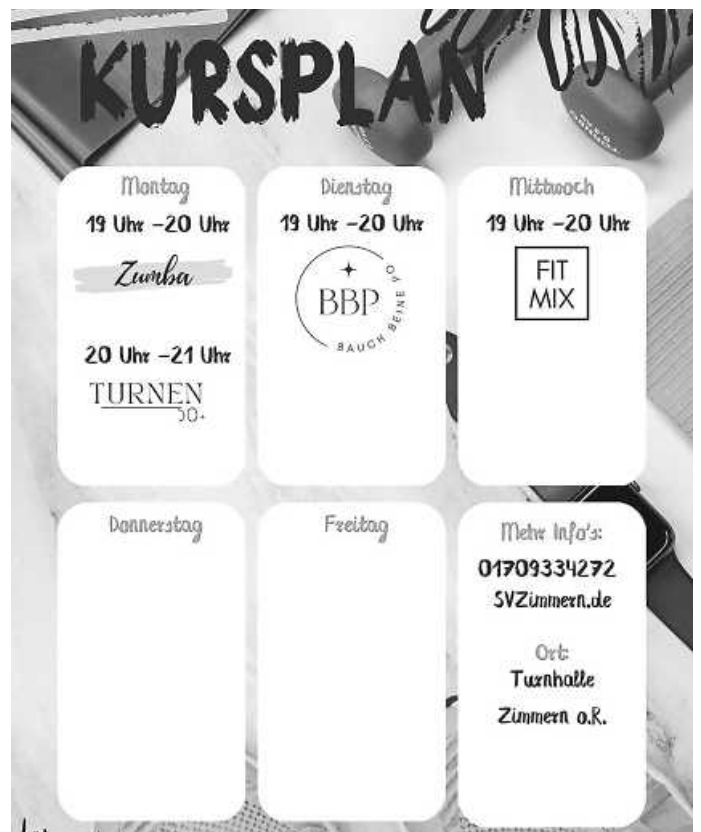 KURSPLAN
Montag
19 Uhr -20 Uhr
Zumba
20 Uhr -21 Uhr
TURNEN
50+
Dienstag
19 Uhr -20 Uhr
BBP
BAUCH BEINE PO
Mittwoch
19 Uhr -20 Uhr
FIT
MIX
Donnerstag
Freitag
Mehr Info's:
01709334272
SVZimmern.de
Ort:
Turnhalle
Zimmern o.R.